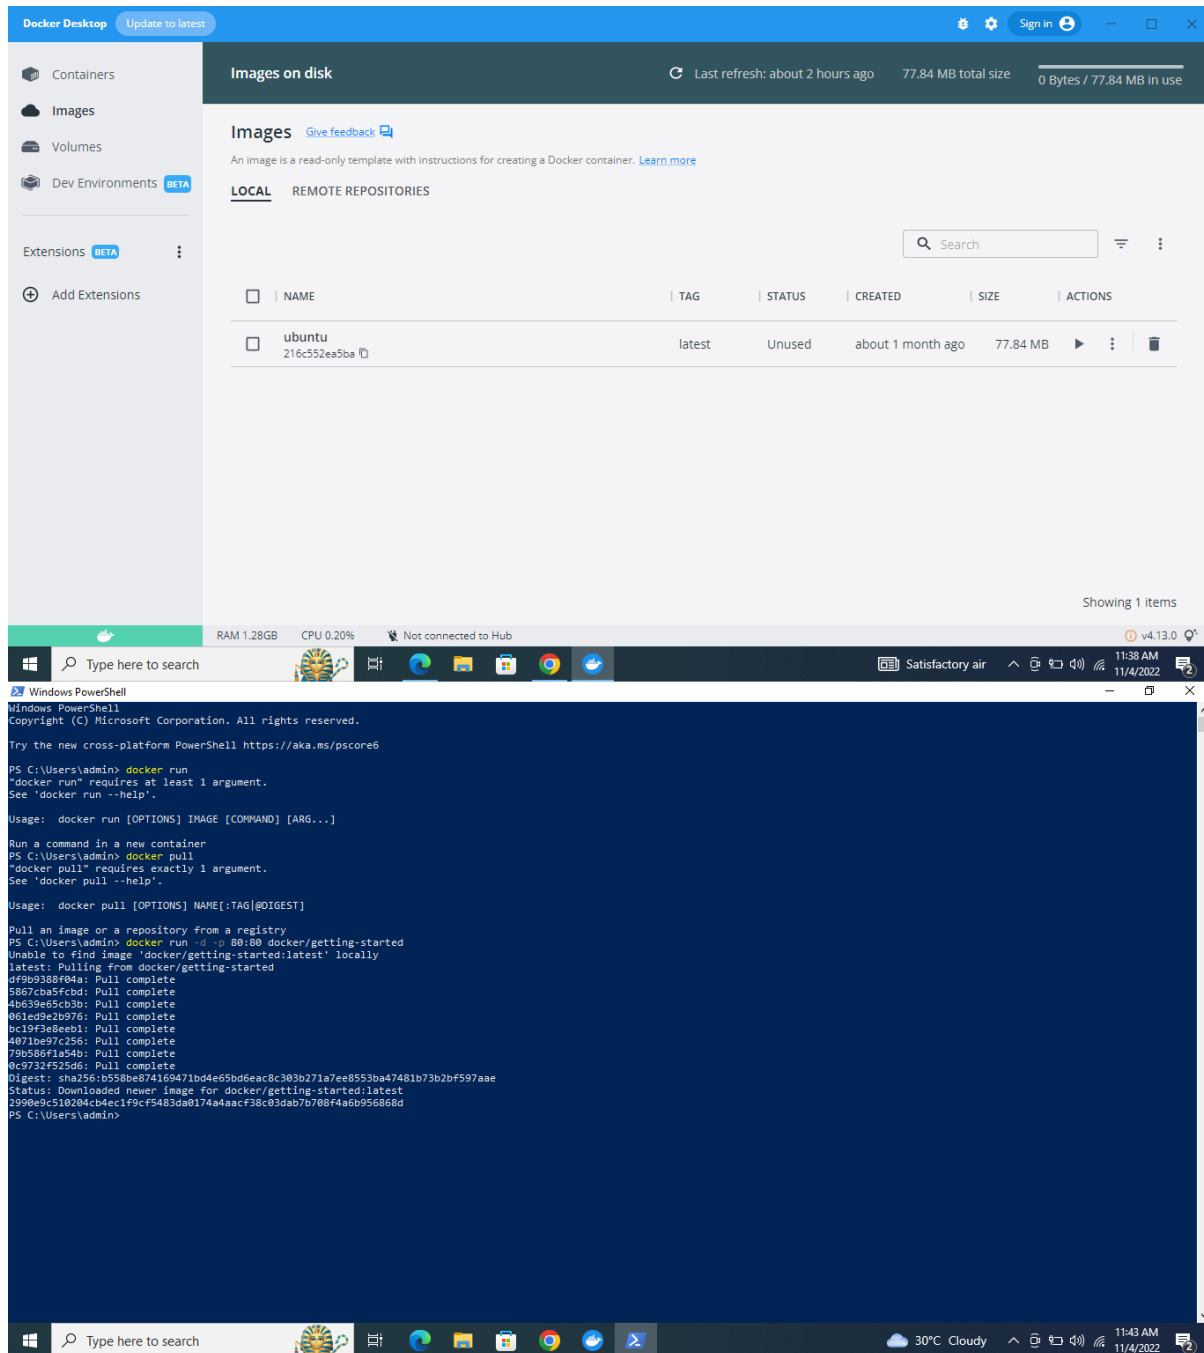 Docker Desktop Update to latest Sign in
Containers
Images
Volumes
Dev Environments BETA
Extensions BETA
Add Extensions
Images on disk Last refresh: about 2 hours ago 77.84 MB total size 0 Bytes / 77.84 MB in use
Images Give feedback
An image is a read-only template with instructions for creating a Docker container. Learn more
LOCAL REMOTE REPOSITORIES
Search
NAME TAG STATUS CREATED SIZE ACTIONS
ubuntu latest Unused about 1 month ago 77.84 MB
216c552ea5ba
Showing 1 items
RAM 1.28GB CPU 0.20% Not connected to Hub v4.13.0
Type here to search Satisfactory air 11:38 AM
11/4/2022 2
Windows PowerShell
Windows PowerShell
Copyright (C) Microsoft Corporation. All rights reserved.
Try the new cross-platform PowerShell https://aka.ms/pscore6
PS C:\Users\admin> docker run
"docker run" requires at least 1 argument.
See 'docker run --help'.
Usage:  docker run [OPTIONS] IMAGE [COMMAND] [ARG...]
Run a command in a new container
PS C:\Users\admin> docker pull
"docker pull" requires exactly 1 argument.
See 'docker pull --help'.
Usage:  docker pull [OPTIONS] NAME[:TAG|@DIGEST]
Pull an image or a repository from a registry
PS C:\Users\admin> docker run -d -p 80:80 docker/getting-started
Unable to find image 'docker/getting-started:latest' locally
latest: Pulling from docker/getting-started
df9b9388f04a: Pull complete
5867cba5fcbd: Pull complete
4b639e65cb3b: Pull complete
061ed9e2b976: Pull complete
bc19f3e8eeb1: Pull complete
4071be97c256: Pull complete
79b586f1a54b: Pull complete
0c9732f525d6: Pull complete
Digest: sha256:b558be874169471bd4e65bd6eac8c303b271a7ee8553ba47481b73b2bf597aae
Status: Downloaded newer image for docker/getting-started:latest
2990e9c510204cb4ec1f9cf5483da0174a4aacf38c03dab7b708f4a6b956868d
PS C:\Users\admin>
Type here to search 30°C Cloudy 11:43 AM
11/4/2022 2